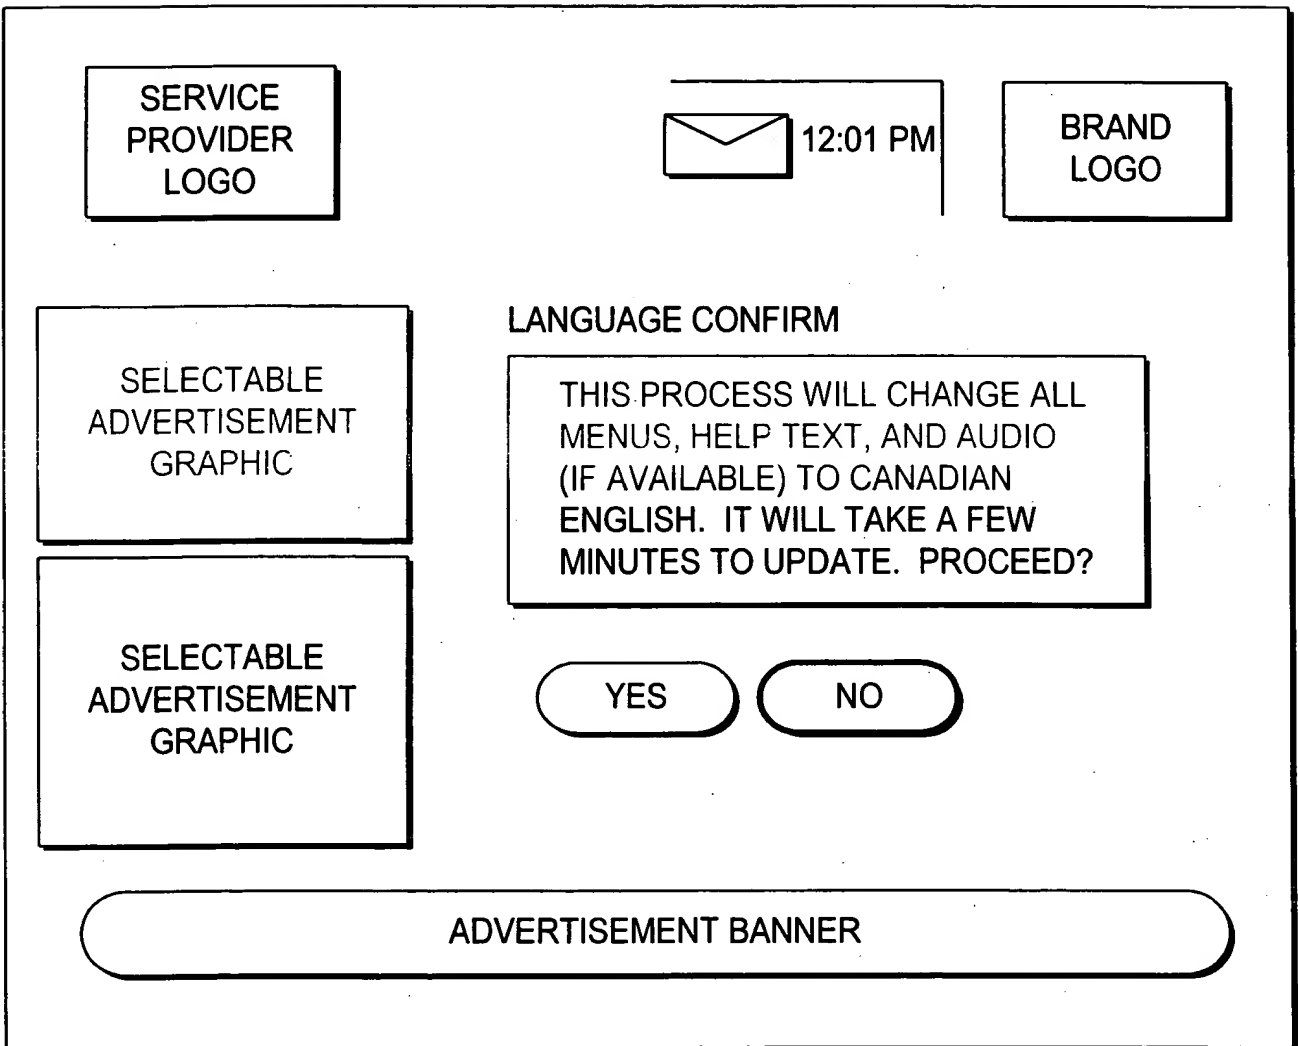 SERVICE
PROVIDER
LOGO
12:01 PM
BRAND
LOGO
SELECTABLE
ADVERTISEMENT
GRAPHIC
SELECTABLE
ADVERTISEMENT
GRAPHIC
LANGUAGE CONFIRM
THIS PROCESS WILL CHANGE ALL
MENUS, HELP TEXT, AND AUDIO
(IF AVAILABLE) TO CANADIAN
ENGLISH. IT WILL TAKE A FEW
MINUTES TO UPDATE. PROCEED?
YES
NO
ADVERTISEMENT BANNER